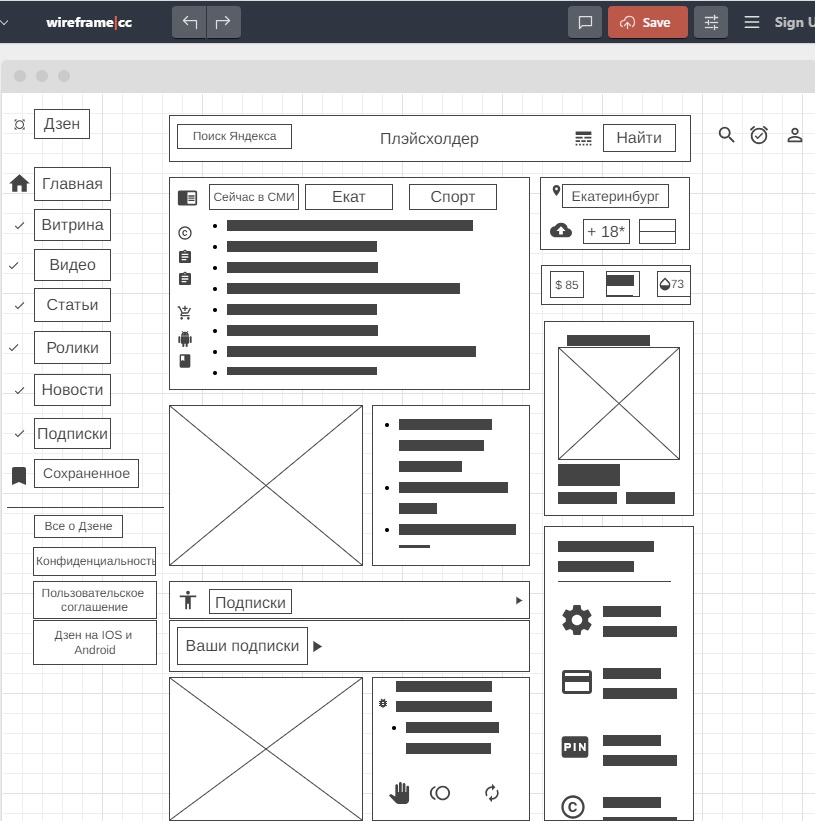 wireframe|cc
Save
Sign U
Дзен
Поиск Яндекса
Плэйсхолдер
Найти
Главная
Витрина
Видео
Статьи
Ролики
Новости
Подписки
Сохраненное
Все о Дзене
Конфиденциальность
Пользовательское
соглашение
Дзен на IOS и
Android
Сейчас в СМИ
Екат
Спорт
Екатеринбург
+ 18*
$ 85
73
Подписки
Ваши подписки
PIN